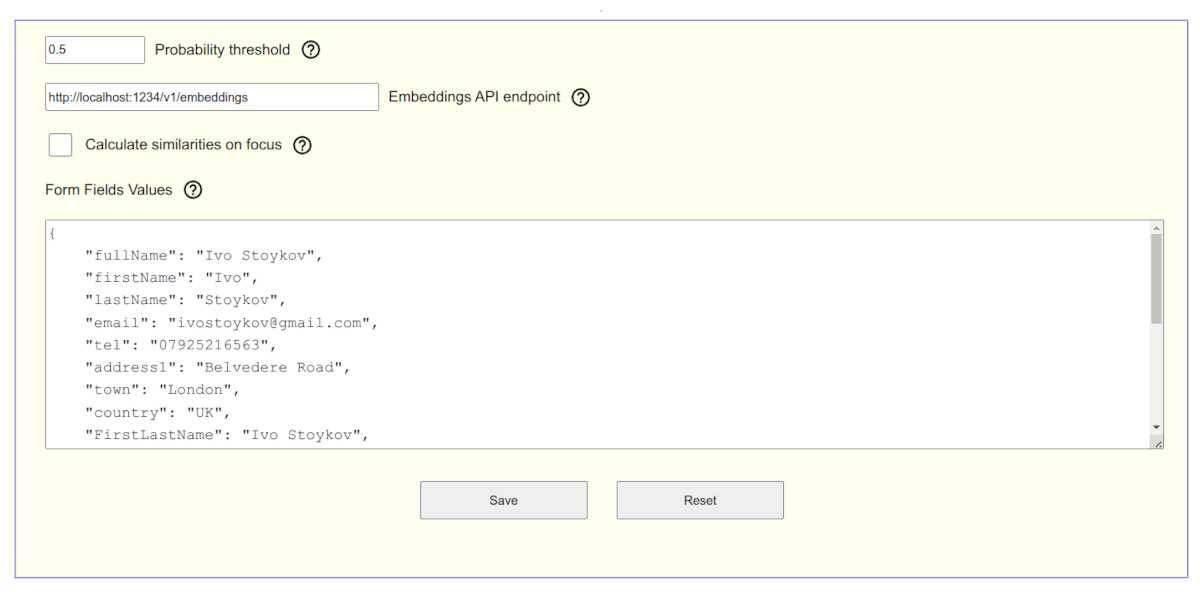 0.5 Probability threshold ?
http://localhost:1234/v1/embeddings Embeddings API endpoint ?
Calculate similarities on focus ?
Form Fields Values ?
{
"fullName": "Ivo Stoykov",
"firstName": "Ivo",
"lastName": "Stoykov",
"email": "ivostoykov@gmail.com",
"tel": "07925216563",
"address1": "Belvedere Road",
"town": "London",
"country": "UK",
"FirstLastName": "Ivo Stoykov",
Save Reset